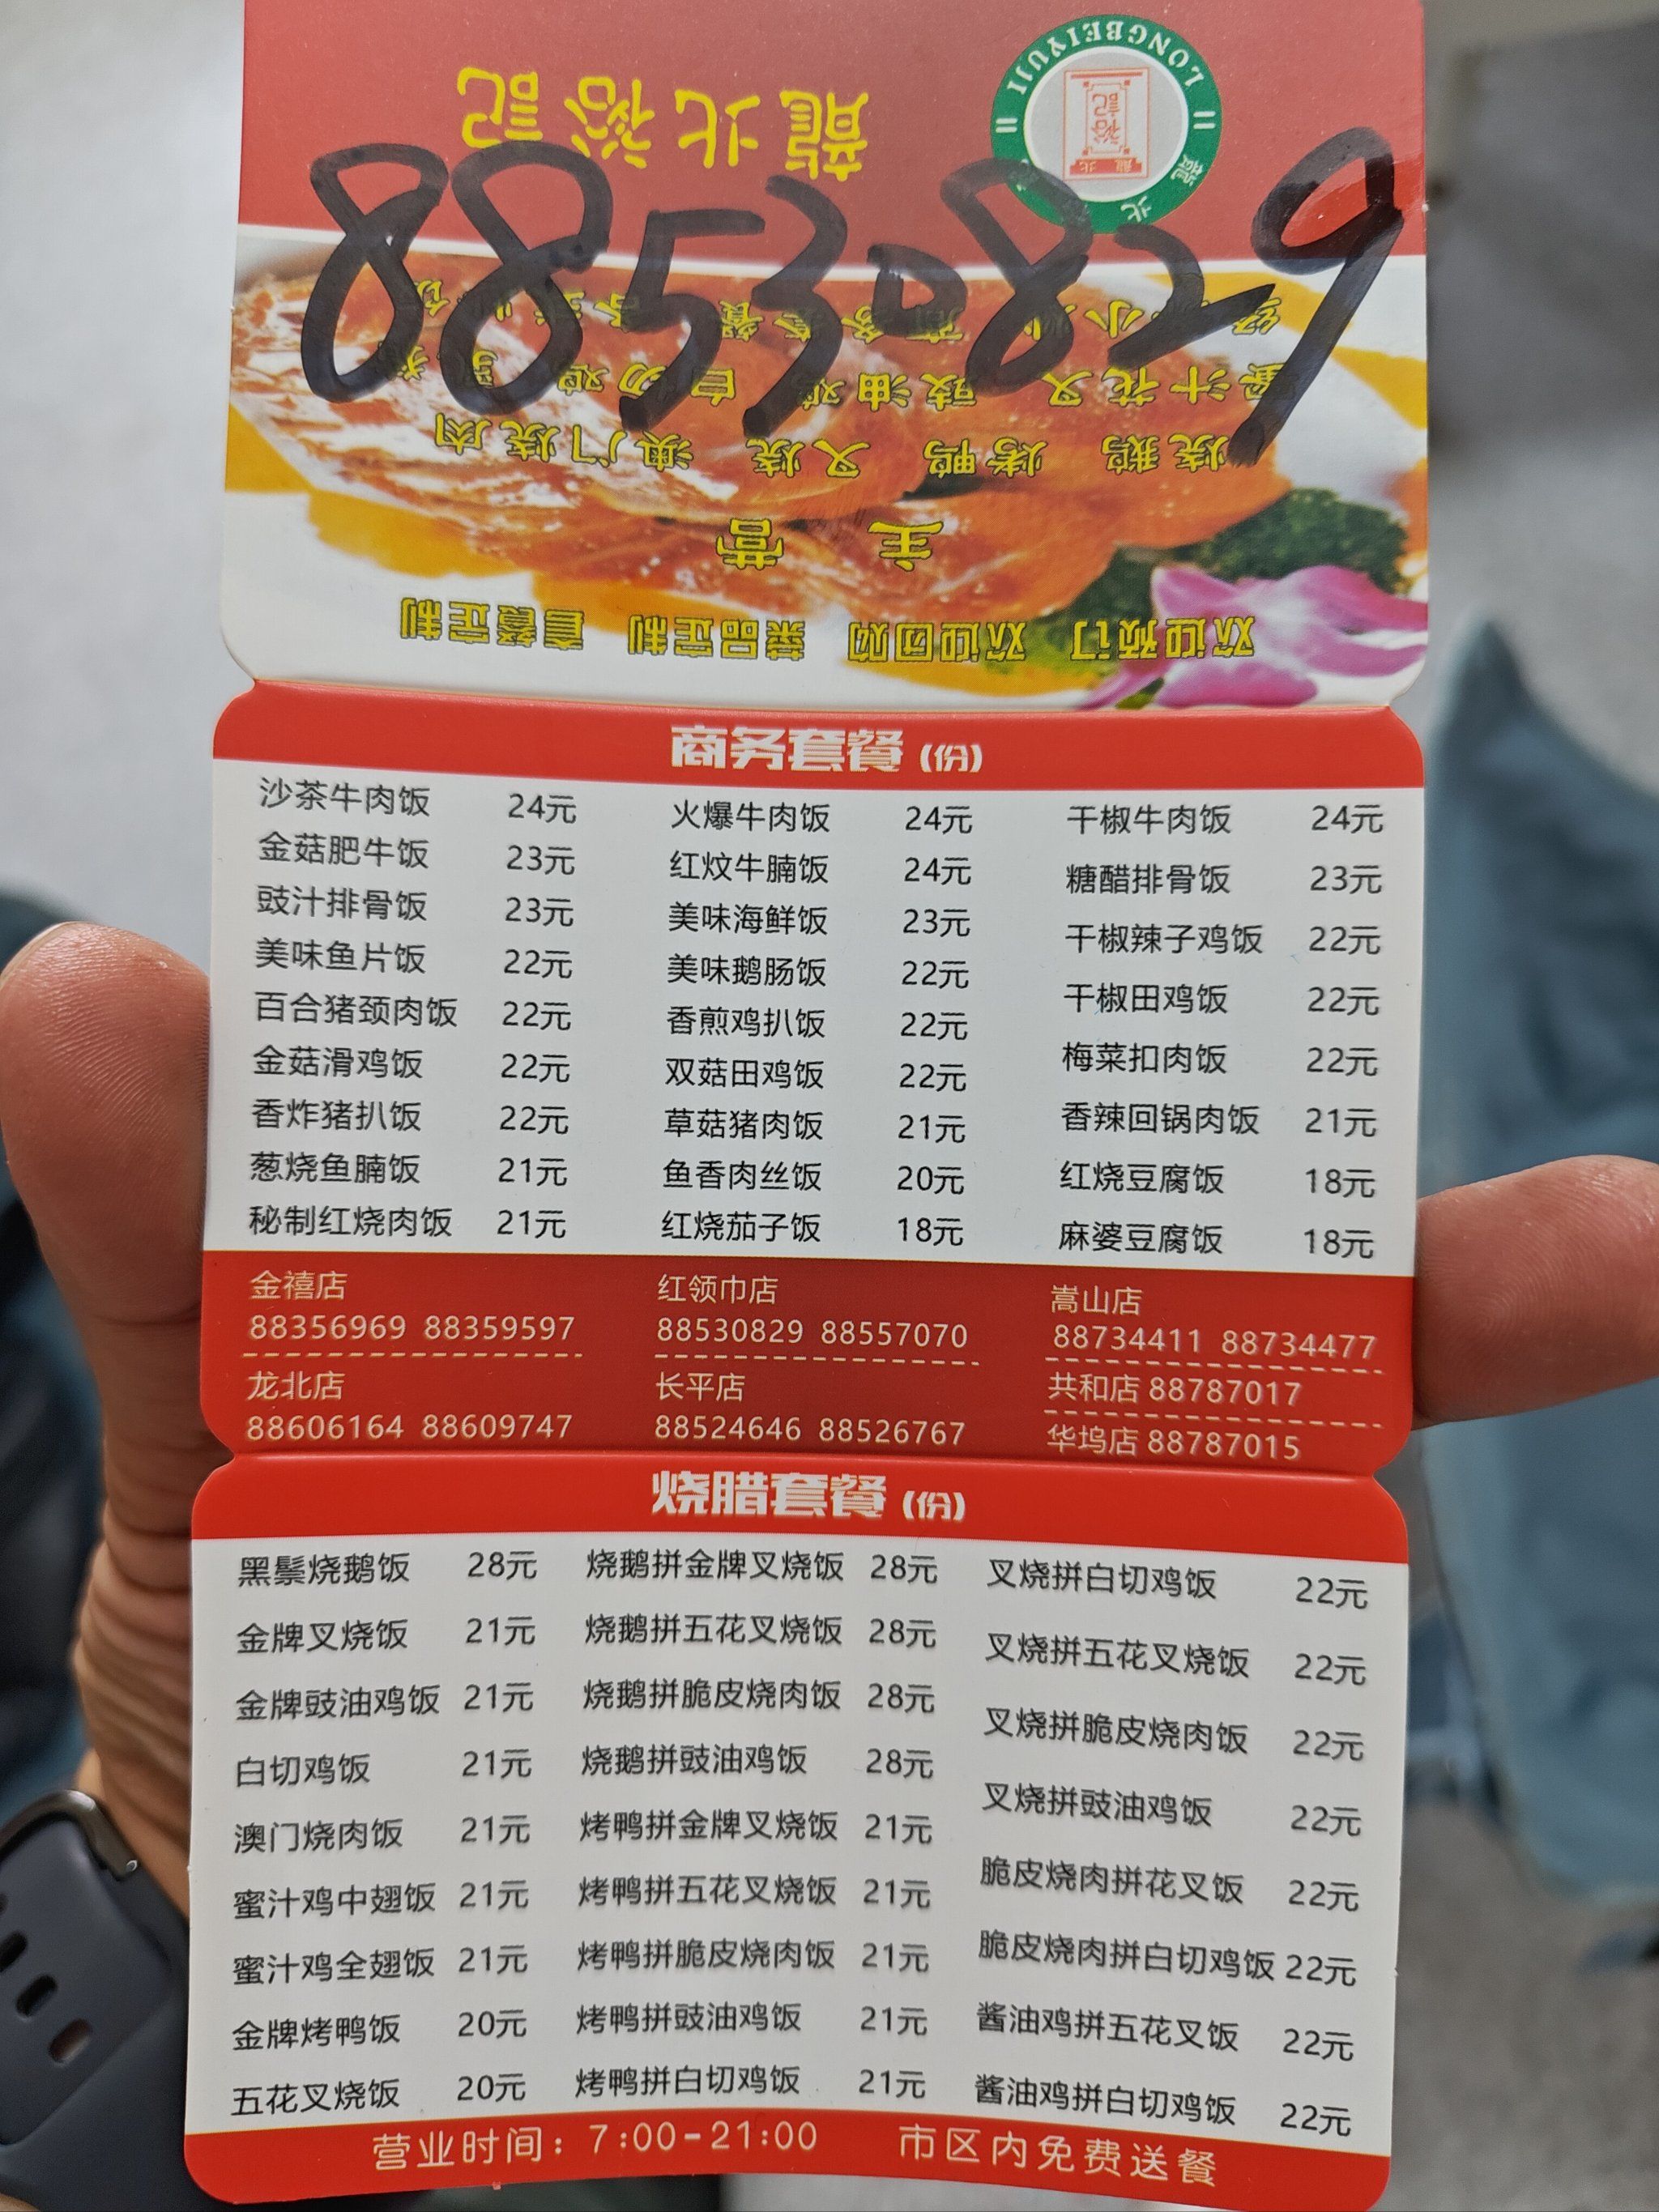 LONGBEIYUJI
龍北裕記
88530829
烧鹅 烤鸭 叉烧 澳门烧肉
主营
欢迎预订 欢迎团购 菜品定制 套餐定制
商务套餐(份)
沙茶牛肉饭 24元 火爆牛肉饭 24元 干椒牛肉饭 24元
金菇肥牛饭 23元 红炆牛腩饭 24元 糖醋排骨饭 23元
豉汁排骨饭 23元 美味海鲜饭 23元 干椒辣子鸡饭 22元
美味鱼片饭 22元 美味鹅肠饭 22元 干椒田鸡饭 22元
百合猪颈肉饭 22元 香煎鸡扒饭 22元 梅菜扣肉饭 22元
金菇滑鸡饭 22元 双菇田鸡饭 22元 香辣回锅肉饭 21元
香炸猪扒饭 22元 草菇猪肉饭 21元 红烧豆腐饭 18元
葱烧鱼腩饭 21元 鱼香肉丝饭 20元 麻婆豆腐饭 18元
秘制红烧肉饭 21元 红烧茄子饭 18元
金禧店 红领巾店 嵩山店
88356969 88359597 88530829 88557070 88734411 88734477
龙北店 长平店 共和店 88787017
88606164 88609747 88524646 88526767 华坞店 88787015
烧腊套餐(份)
黑鬃烧鹅饭 28元 烧鹅拼金牌叉烧饭 28元 叉烧拼白切鸡饭 22元
金牌叉烧饭 21元 烧鹅拼五花叉烧饭 28元 叉烧拼五花叉烧饭 22元
金牌豉油鸡饭 21元 烧鹅拼脆皮烧肉饭 28元 叉烧拼脆皮烧肉饭 22元
白切鸡饭 21元 烧鹅拼豉油鸡饭 28元 叉烧拼豉油鸡饭 22元
澳门烧肉饭 21元 烤鸭拼金牌叉烧饭 21元 脆皮烧肉拼花叉饭 22元
蜜汁鸡中翅饭 21元 烤鸭拼五花叉烧饭 21元 脆皮烧肉拼白切鸡饭 22元
蜜汁鸡全翅饭 21元 烤鸭拼脆皮烧肉饭 21元 酱油鸡拼五花叉饭 22元
金牌烤鸭饭 20元 烤鸭拼豉油鸡饭 21元 酱油鸡拼白切鸡饭 22元
五花叉烧饭 20元 烤鸭拼白切鸡饭 21元
营业时间：7:00-21:00 市区内免费送餐